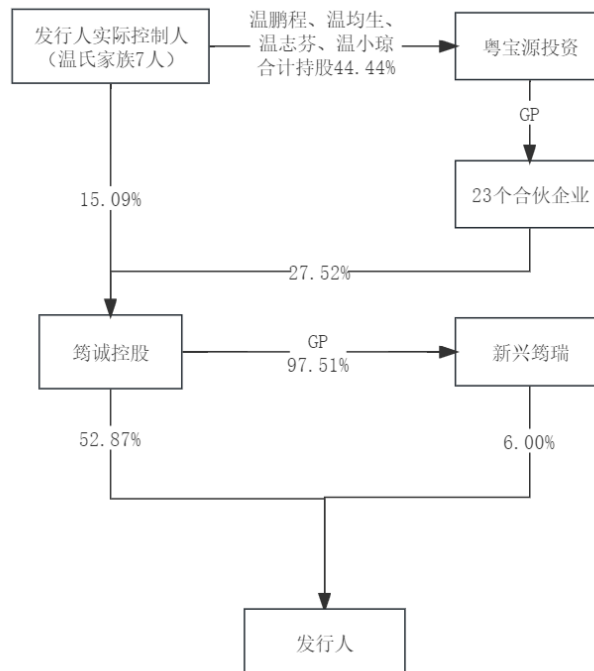 发行人实际控制人
（温氏家族7人）
温鹏程、温均生、
温志芬、温小琼
合计持股44.44%
粤宝源投资
GP
23个合伙企业
15.09%
27.52%
筠诚控股
GP
97.51%
新兴筠瑞
52.87%
6.00%
发行人